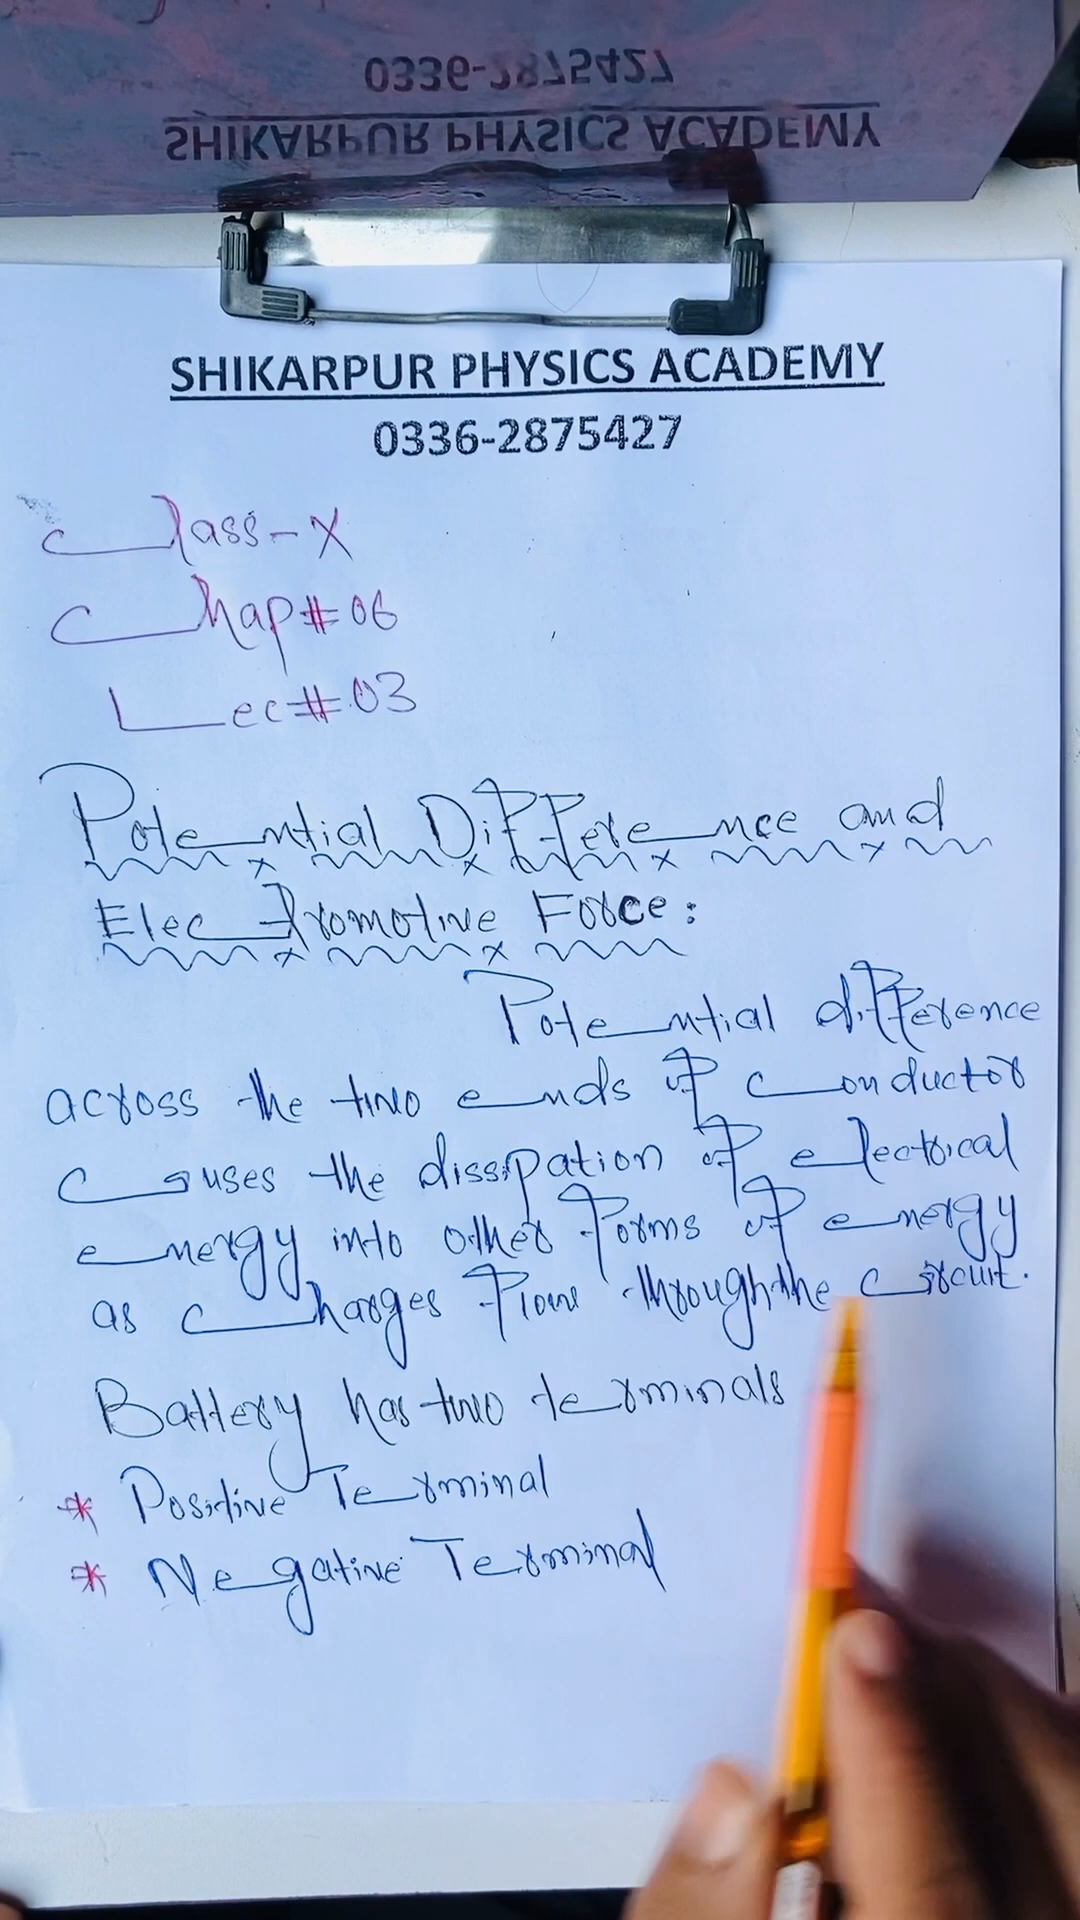 0336-2875427
SHIKARPUR PHYSICS ACADEMY
SHIKARPUR PHYSICS ACADEMY
0336-2875427
Class-X
Chap#06
Lec#03
Potential Difference and
Electromotive Force:
Potential difference
across the two ends of conductor
causes the dissipation of electrical
energy into other forms of energy
as charges flow through the circuit.
Battery has two terminals
* Positive Terminal
* Negative Terminal